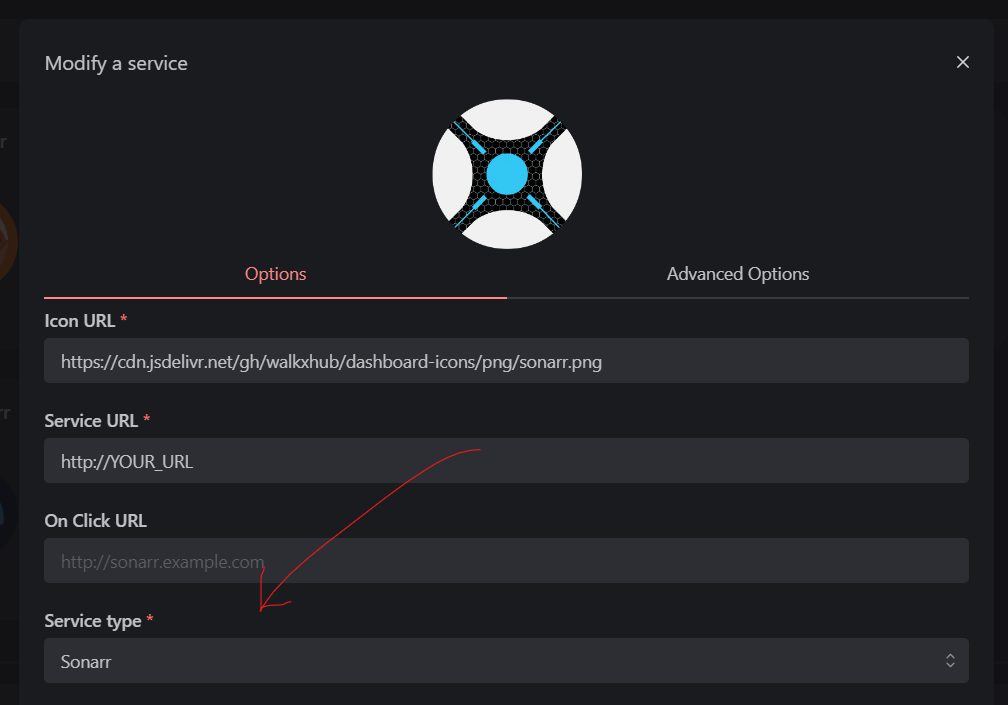 Modify a service
Options
Advanced Options
Icon URL *
https://cdn.jsdelivr.net/gh/walkxhub/dashboard-icons/png/sonarr.png
Service URL *
http://YOUR_URL
On Click URL
http://sonarr.example.com
Service type *
Sonarr